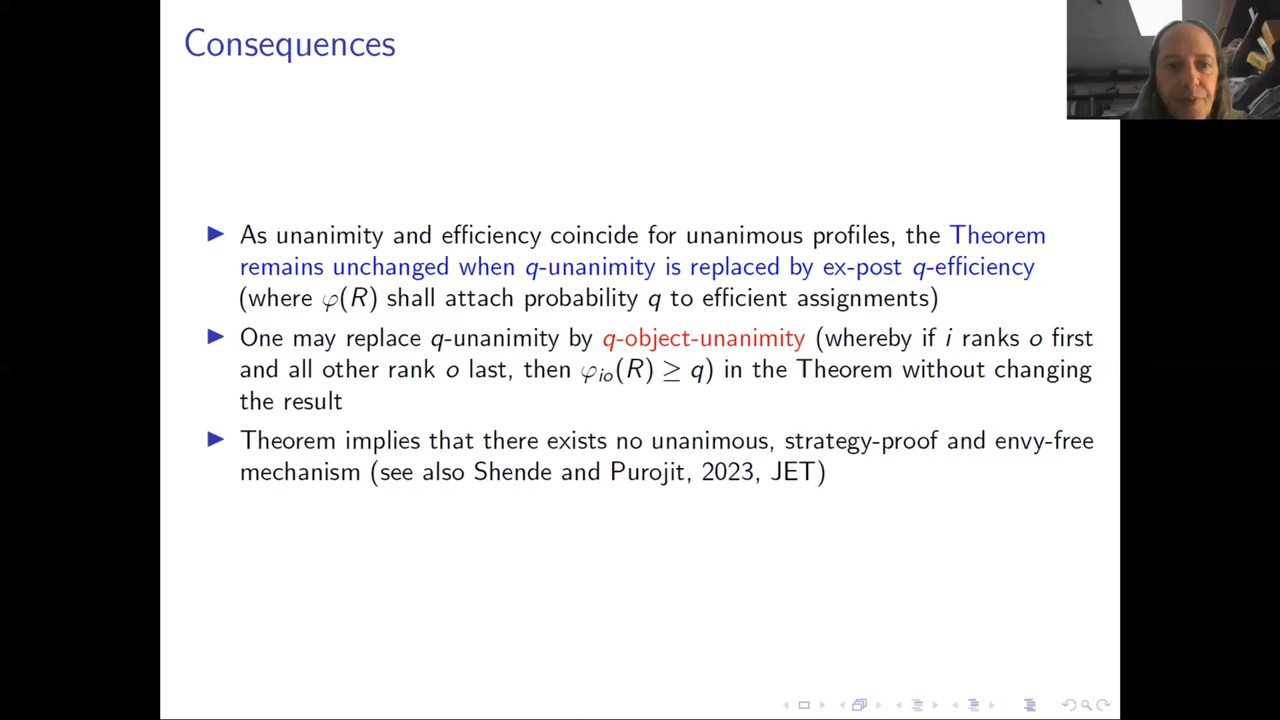 Consequences
▶ As unanimity and efficiency coincide for unanimous profiles, the Theorem
remains unchanged when q-unanimity is replaced by ex-post q-efficiency
(where φ(R) shall attach probability q to efficient assignments)
▶ One may replace q-unanimity by q-object-unanimity (whereby if i ranks o first
and all other rank o last, then φio(R) ≥ q) in the Theorem without changing
the result
▶ Theorem implies that there exists no unanimous, strategy-proof and envy-free
mechanism (see also Shende and Purojit, 2023, JET)